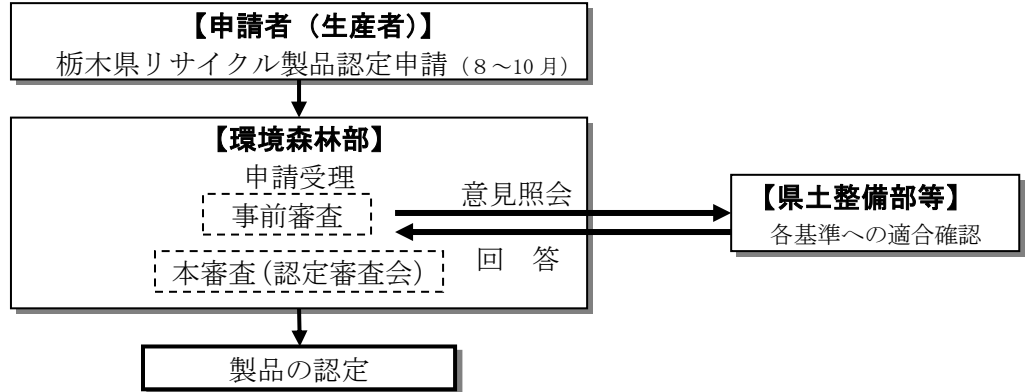 【申請者（生産者）】
栃木県リサイクル製品認定申請（８～10月）
【環境森林部】
申請受理
事前審査
本審査（認定審査会）
意見照会
回　答
【県土整備部等】
各基準への適合確認
製品の認定